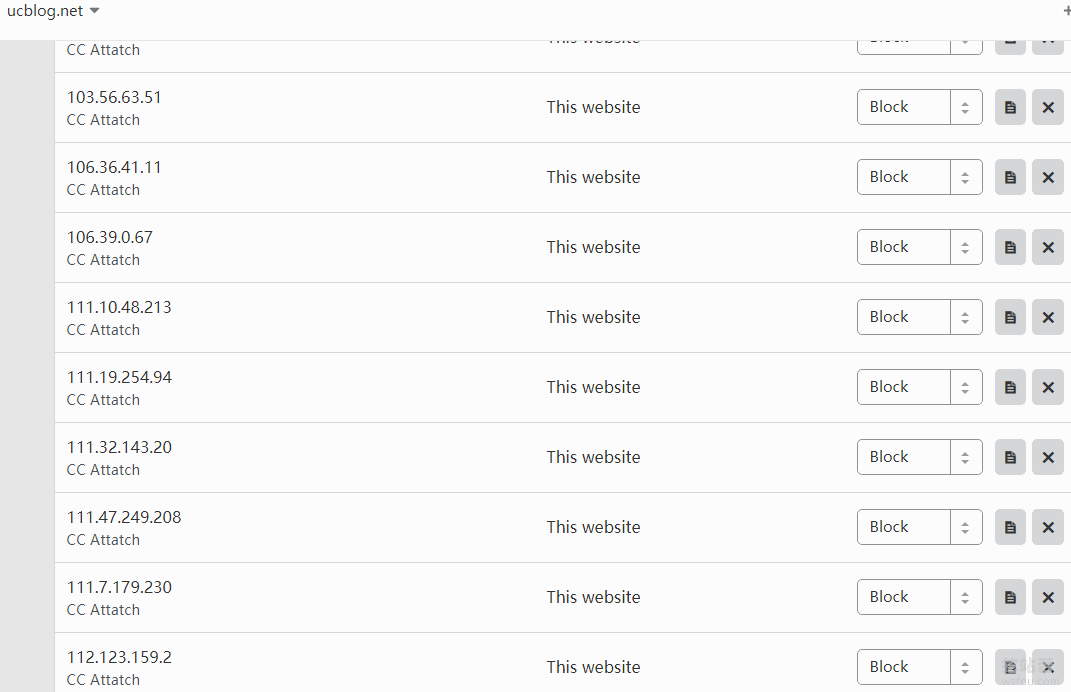 ucblog.net
CC Attatch
This website
Block
103.56.63.51
CC Attatch
This website
Block
106.36.41.11
CC Attatch
This website
Block
106.39.0.67
CC Attatch
This website
Block
111.10.48.213
CC Attatch
This website
Block
111.19.254.94
CC Attatch
This website
Block
111.32.143.20
CC Attatch
This website
Block
111.47.249.208
CC Attatch
This website
Block
111.7.179.230
CC Attatch
This website
Block
112.123.159.2
CC Attatch
This website
Block
wzfou.com